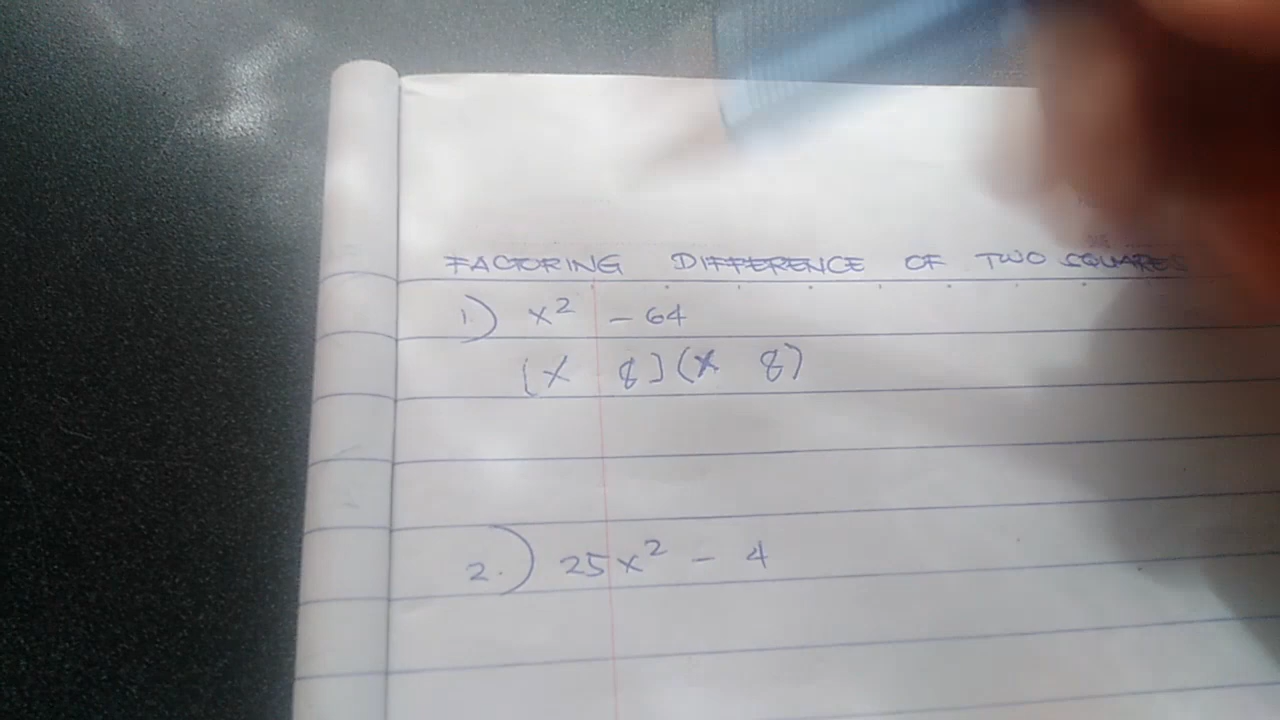 FACTORING DIFFERENCE OF TWO SQUARES
1.) x² - 64
(x 8)(x 8)
2.) 25x² - 4